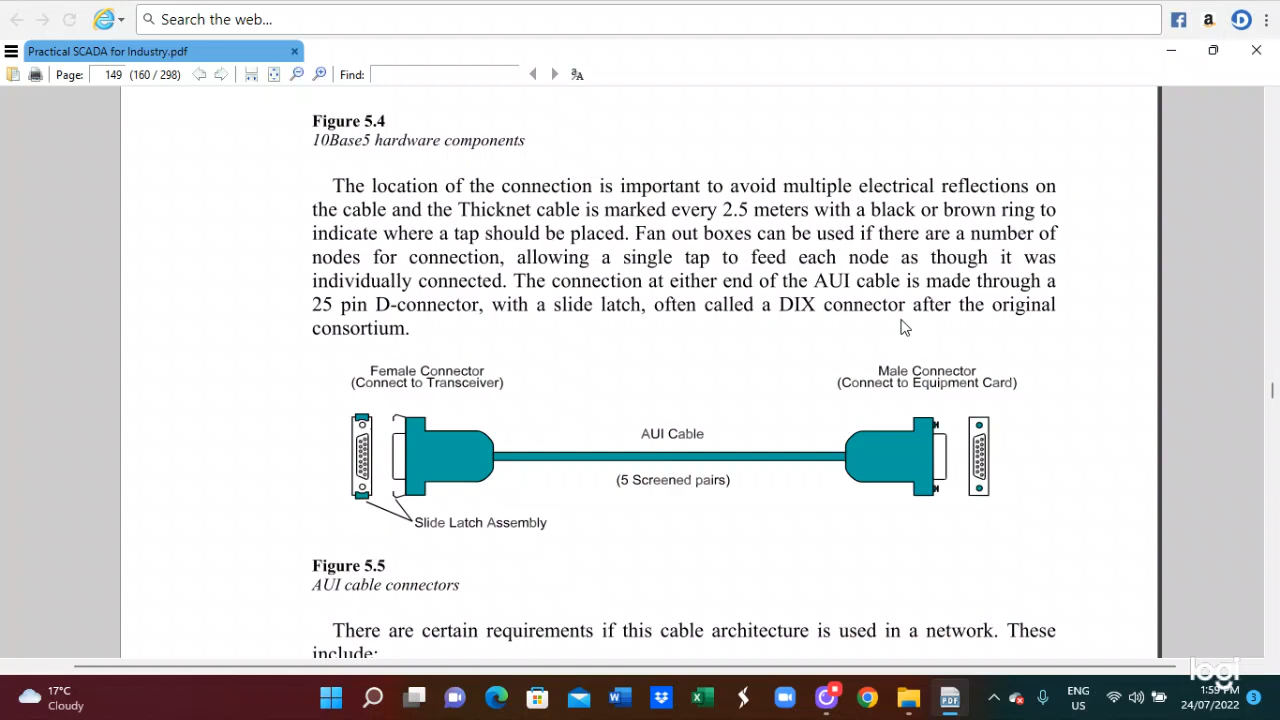 Search the web...
Practical SCADA for Industry.pdf
Page: 149 (160 / 298) Find:
Figure 5.4
10Base5 hardware components
The location of the connection is important to avoid multiple electrical reflections on
the cable and the Thicknet cable is marked every 2.5 meters with a black or brown ring to
indicate where a tap should be placed. Fan out boxes can be used if there are a number of
nodes for connection, allowing a single tap to feed each node as though it was
individually connected. The connection at either end of the AUI cable is made through a
25 pin D-connector, with a slide latch, often called a DIX connector after the original
consortium.
Female Connector
(Connect to Transceiver)
Male Connector
(Connect to Equipment Card)
AUI Cable
(5 Screened pairs)
Slide Latch Assembly
Figure 5.5
AUI cable connectors
There are certain requirements if this cable architecture is used in a network. These
include:
logi
17°C
Cloudy
ENG
US
1:59 PM
24/07/2022
3